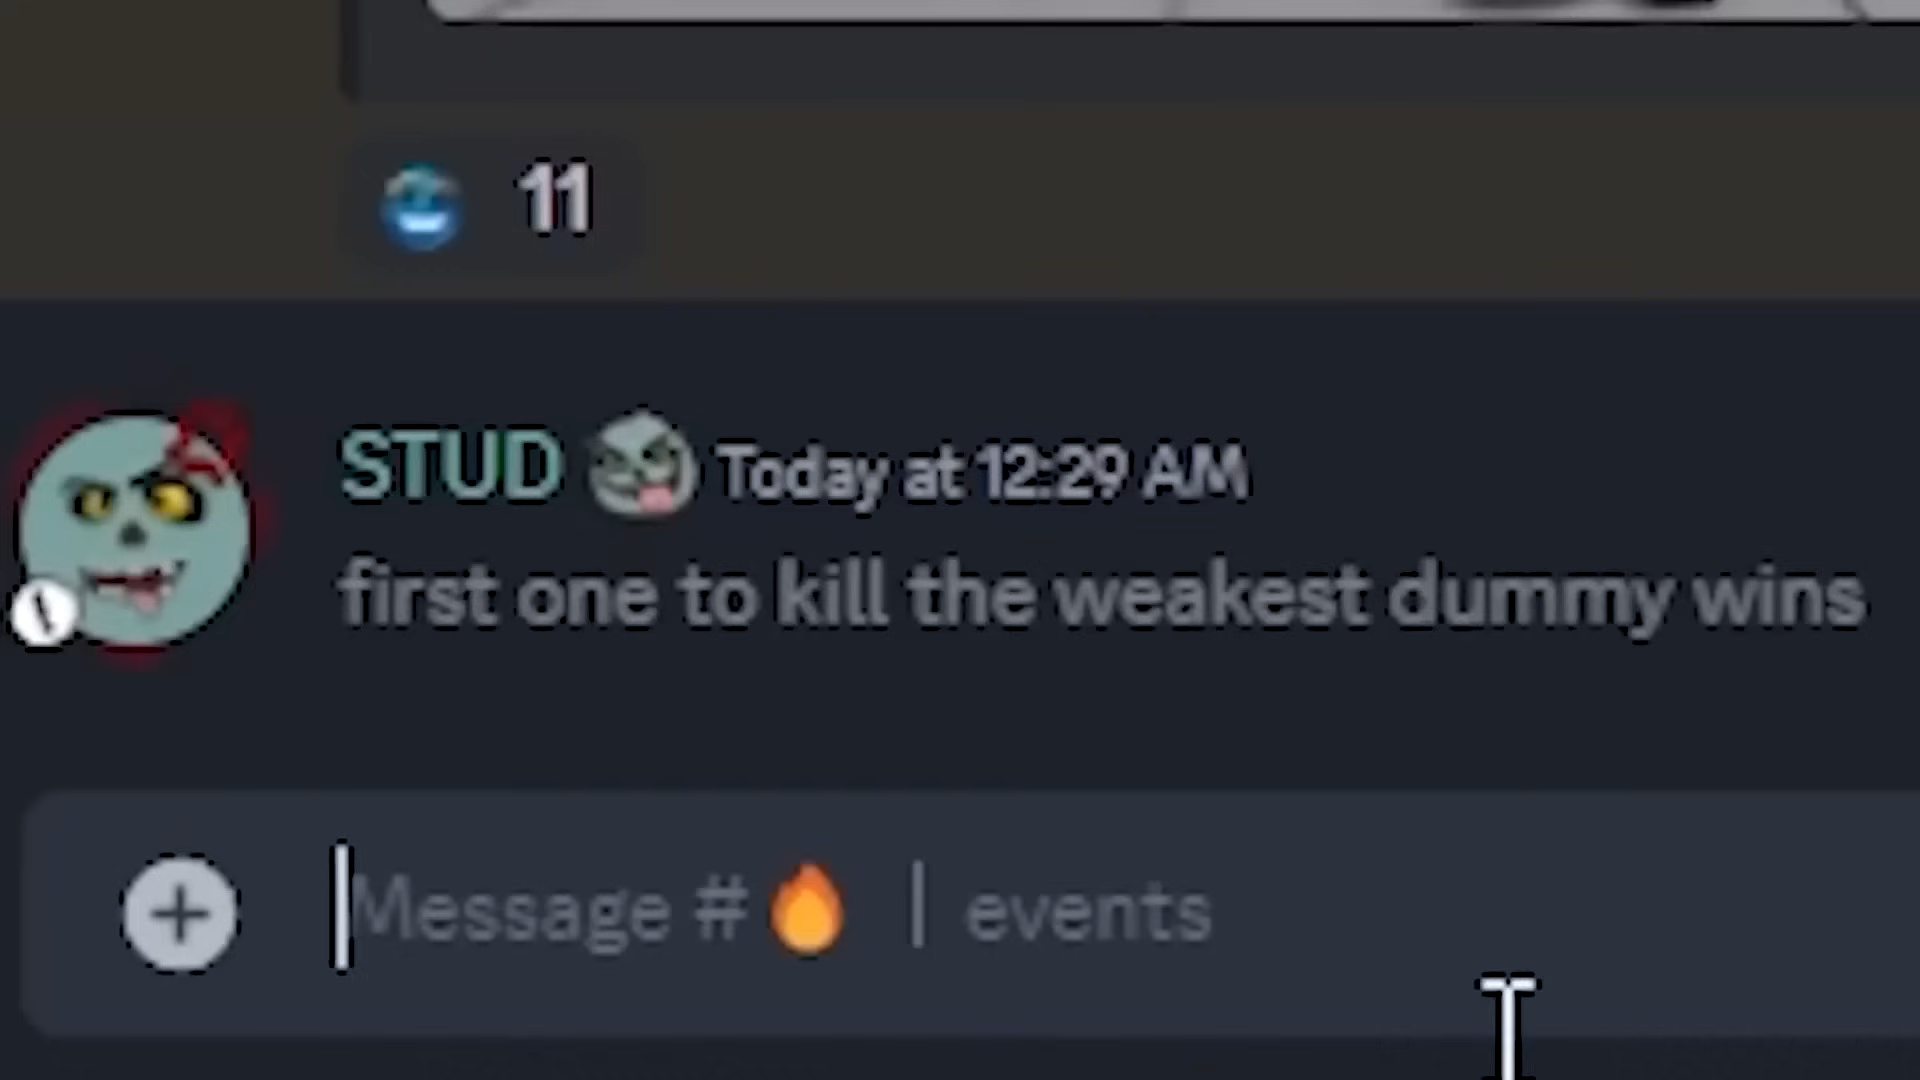 11
STUD Today at 12:29 AM
first one to kill the weakest dummy wins
Message #🔥 | events